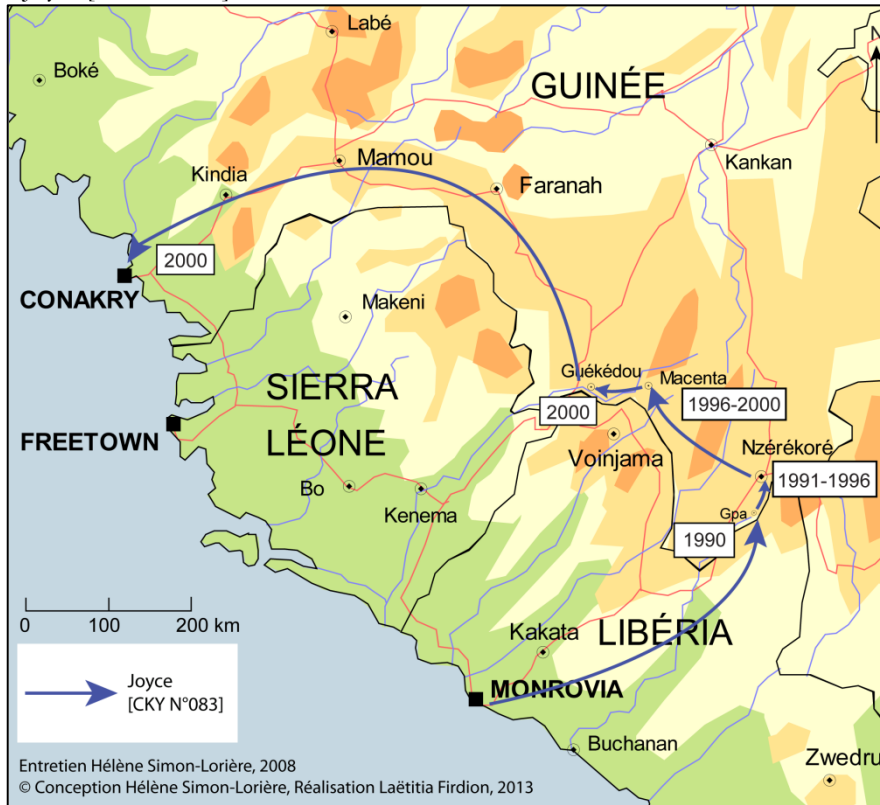 Labé
Boké
GUINÉE
N
Mamou
Kankan
Kindia
Faranah
2000
CONAKRY
Makeni
Guékédou
Macenta
SIERRA
LÉONE
1996-2000
2000
FREETOWN
Voinjama
Nzérékoré
1991-1996
Bo
Kenema
Gpa
1990
0 100 200 km
Kakata
LIBÉRIA
Joyce
[CKY N°083]
MONROVIA
Buchanan
Zwedru
Entretien Hélène Simon-Lorière, 2008
© Conception Hélène Simon-Lorière, Réalisation Laëtitia Firdion, 2013